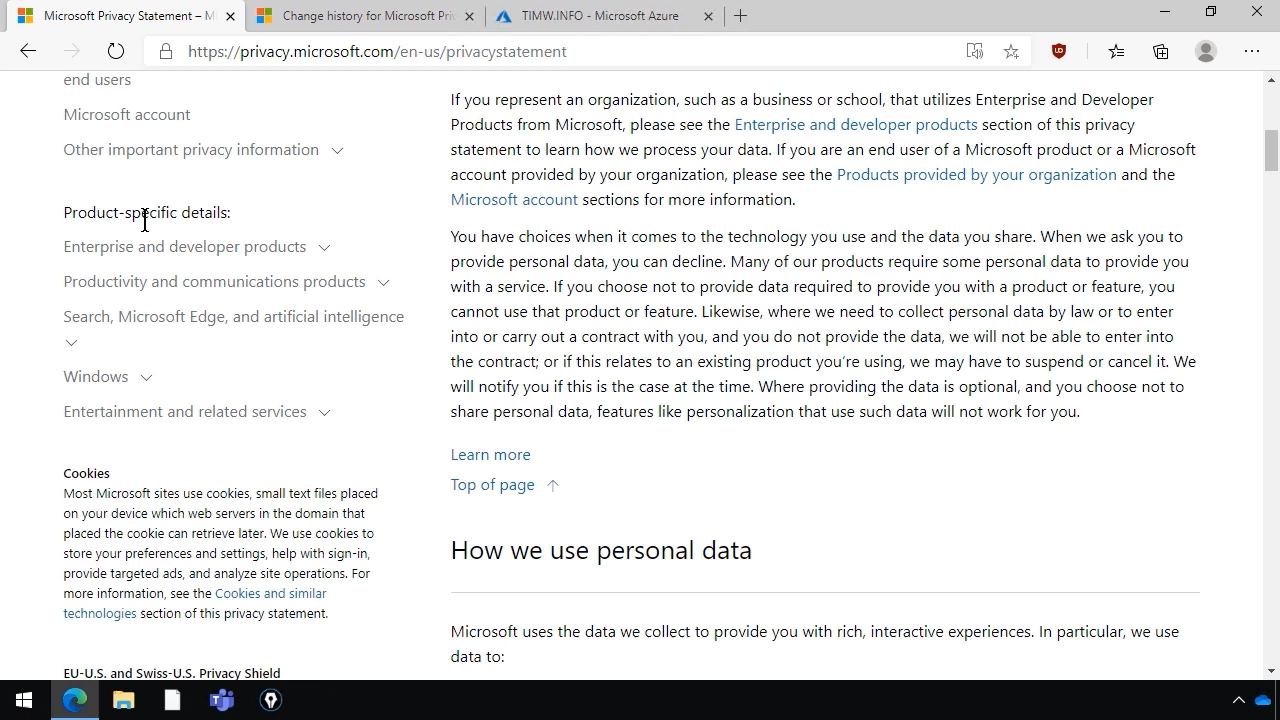 Microsoft Privacy Statement – M
Change history for Microsoft Pri
TIMW.INFO - Microsoft Azure
https://privacy.microsoft.com/en-us/privacystatement
end users
Microsoft account
Other important privacy information
Product-specific details:
Enterprise and developer products
Productivity and communications products
Search, Microsoft Edge, and artificial intelligence
Windows
Entertainment and related services
Cookies
Most Microsoft sites use cookies, small text files placed
on your device which web servers in the domain that
placed the cookie can retrieve later. We use cookies to
store your preferences and settings, help with sign-in,
provide targeted ads, and analyze site operations. For
more information, see the Cookies and similar
technologies section of this privacy statement.
EU-U.S. and Swiss-U.S. Privacy Shield
If you represent an organization, such as a business or school, that utilizes Enterprise and Developer
Products from Microsoft, please see the Enterprise and developer products section of this privacy
statement to learn how we process your data. If you are an end user of a Microsoft product or a Microsoft
account provided by your organization, please see the Products provided by your organization and the
Microsoft account sections for more information.
You have choices when it comes to the technology you use and the data you share. When we ask you to
provide personal data, you can decline. Many of our products require some personal data to provide you
with a service. If you choose not to provide data required to provide you with a product or feature, you
cannot use that product or feature. Likewise, where we need to collect personal data by law or to enter
into or carry out a contract with you, and you do not provide the data, we will not be able to enter into
the contract; or if this relates to an existing product you’re using, we may have to suspend or cancel it. We
will notify you if this is the case at the time. Where providing the data is optional, and you choose not to
share personal data, features like personalization that use such data will not work for you.
Learn more
Top of page
How we use personal data
Microsoft uses the data we collect to provide you with rich, interactive experiences. In particular, we use
data to: